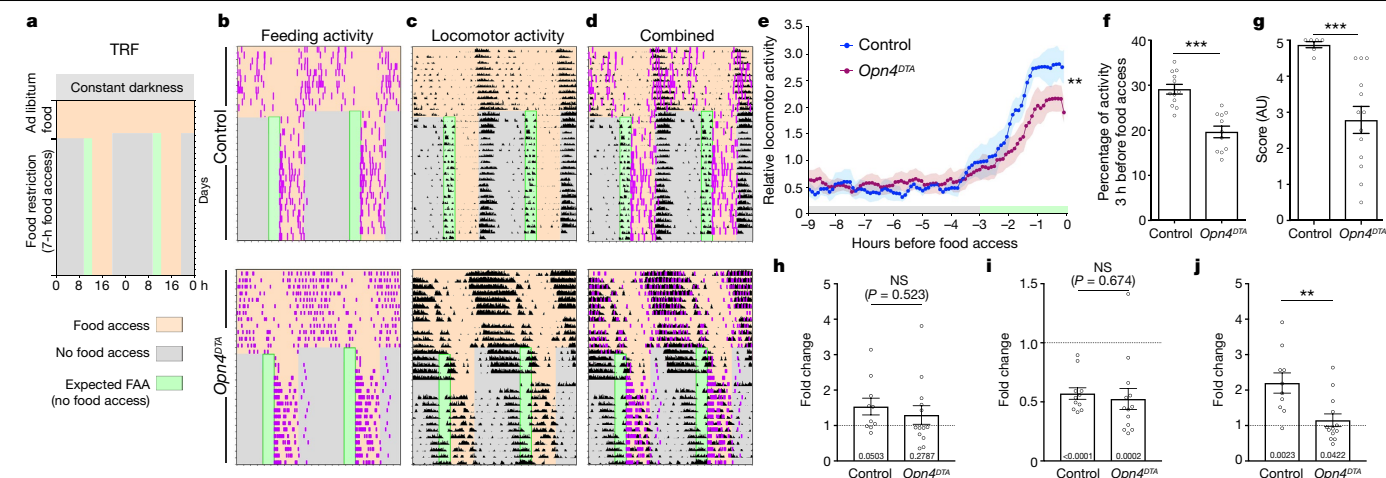 a
b
c
d
e
f
g
TRF
Constant darkness
Ad libitum
food
Food restriction
(7-h food access)
Days
0 8 16 0 8 16 0 h
Food access
No food access
Expected FAA
(no food access)
Feeding activity
Locomotor activity
Combined
Control
Opn4DTA
Relative locomotor activity
3.5
3.0
2.5
2.0
1.5
1.0
0.5
0
Control
Opn4DTA
**
–9 –8 –7 –6 –5 –4 –3 –2 –1 –0
Hours before food access
Percentage of activity
3 h before food access
40
30
20
10
0
***
Control Opn4DTA
Score (AU)
5
4
3
2
1
0
***
Control Opn4DTA
h
NS
(P = 0.523)
Fold change
5
4
3
2
1
0
0.0503 0.2787
Control Opn4DTA
i
NS
(P = 0.674)
Fold change
1.5
1.0
0.5
0
<0.0001 0.0002
Control Opn4DTA
j
**
Fold change
5
4
3
2
1
0
0.0023 0.0422
Control Opn4DTA